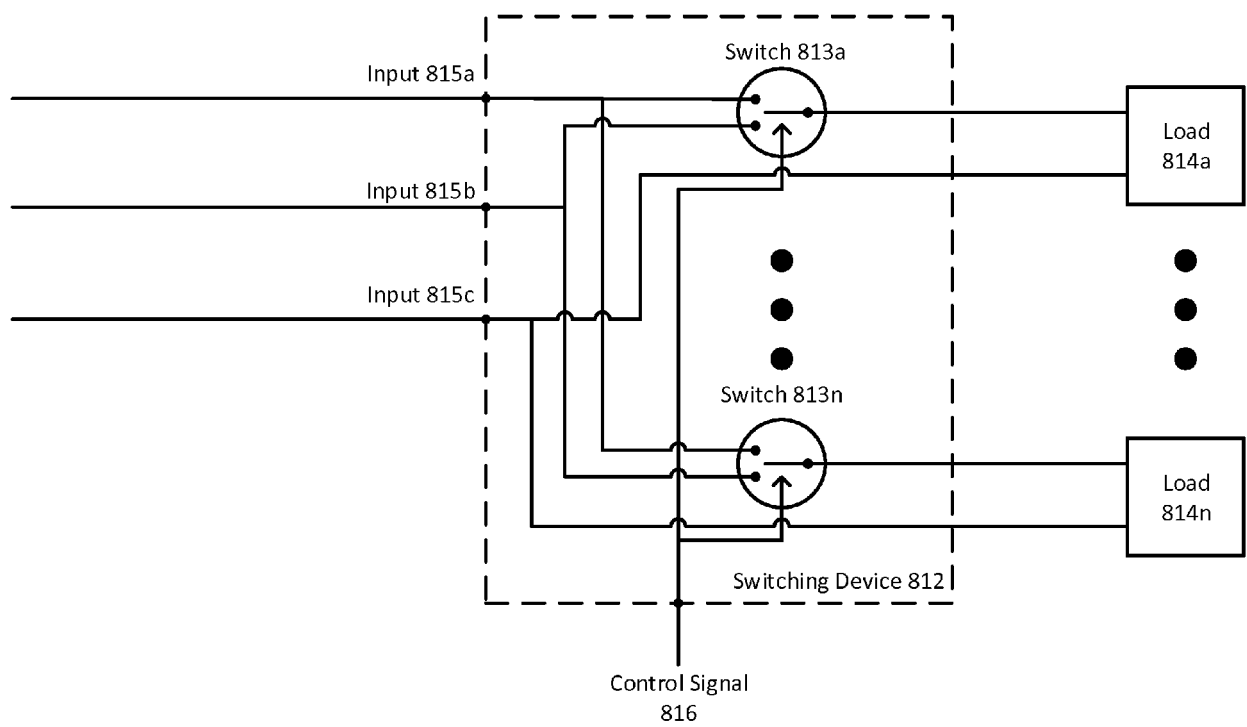 Switch 813a
Input 815a
Load
814a
Input 815b
Input 815c
Switch 813n
Load
814n
Switching Device 812
Control Signal
816